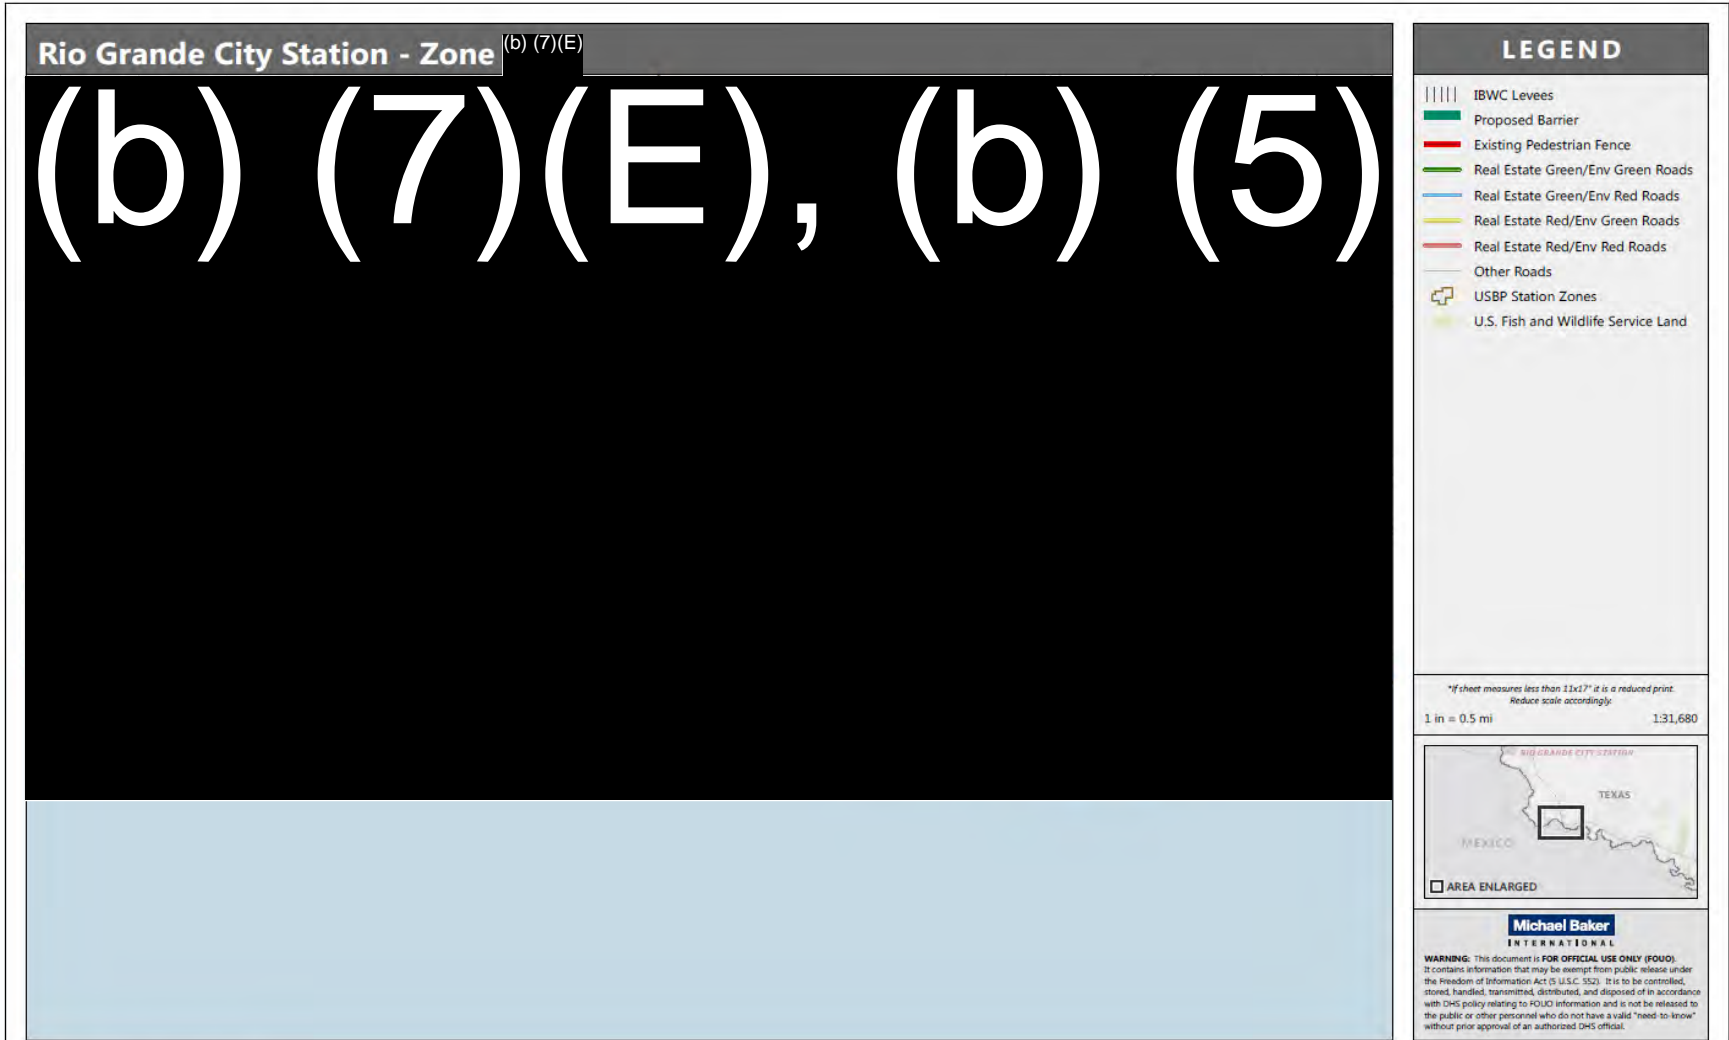 Rio Grande City Station - Zone (b) (7)(E)
(b) (7)(E), (b) (5)
LEGEND
IBWC Levees
Proposed Barrier
Existing Pedestrian Fence
Real Estate Green/Env Green Roads
Real Estate Green/Env Red Roads
Real Estate Red/Env Green Roads
Real Estate Red/Env Red Roads
Other Roads
USBP Station Zones
U.S. Fish and Wildlife Service Land
*If sheet measures less than 11x17" it is a reduced print.
Reduce scale accordingly.
1 in = 0.5 mi 1:31,680
RIO GRANDE CITY STATION
TEXAS
MEXICO
AREA ENLARGED
Michael Baker
INTERNATIONAL
WARNING: This document is FOR OFFICIAL USE ONLY (FOUO).
It contains information that may be exempt from public release under
the Freedom of Information Act (5 U.S.C. 552). It is to be controlled,
stored, handled, transmitted, distributed, and disposed of in accordance
with DHS policy relating to FOUO information and is not be released to
the public or other personnel who do not have a valid "need-to-know"
without prior approval of an authorized DHS official.